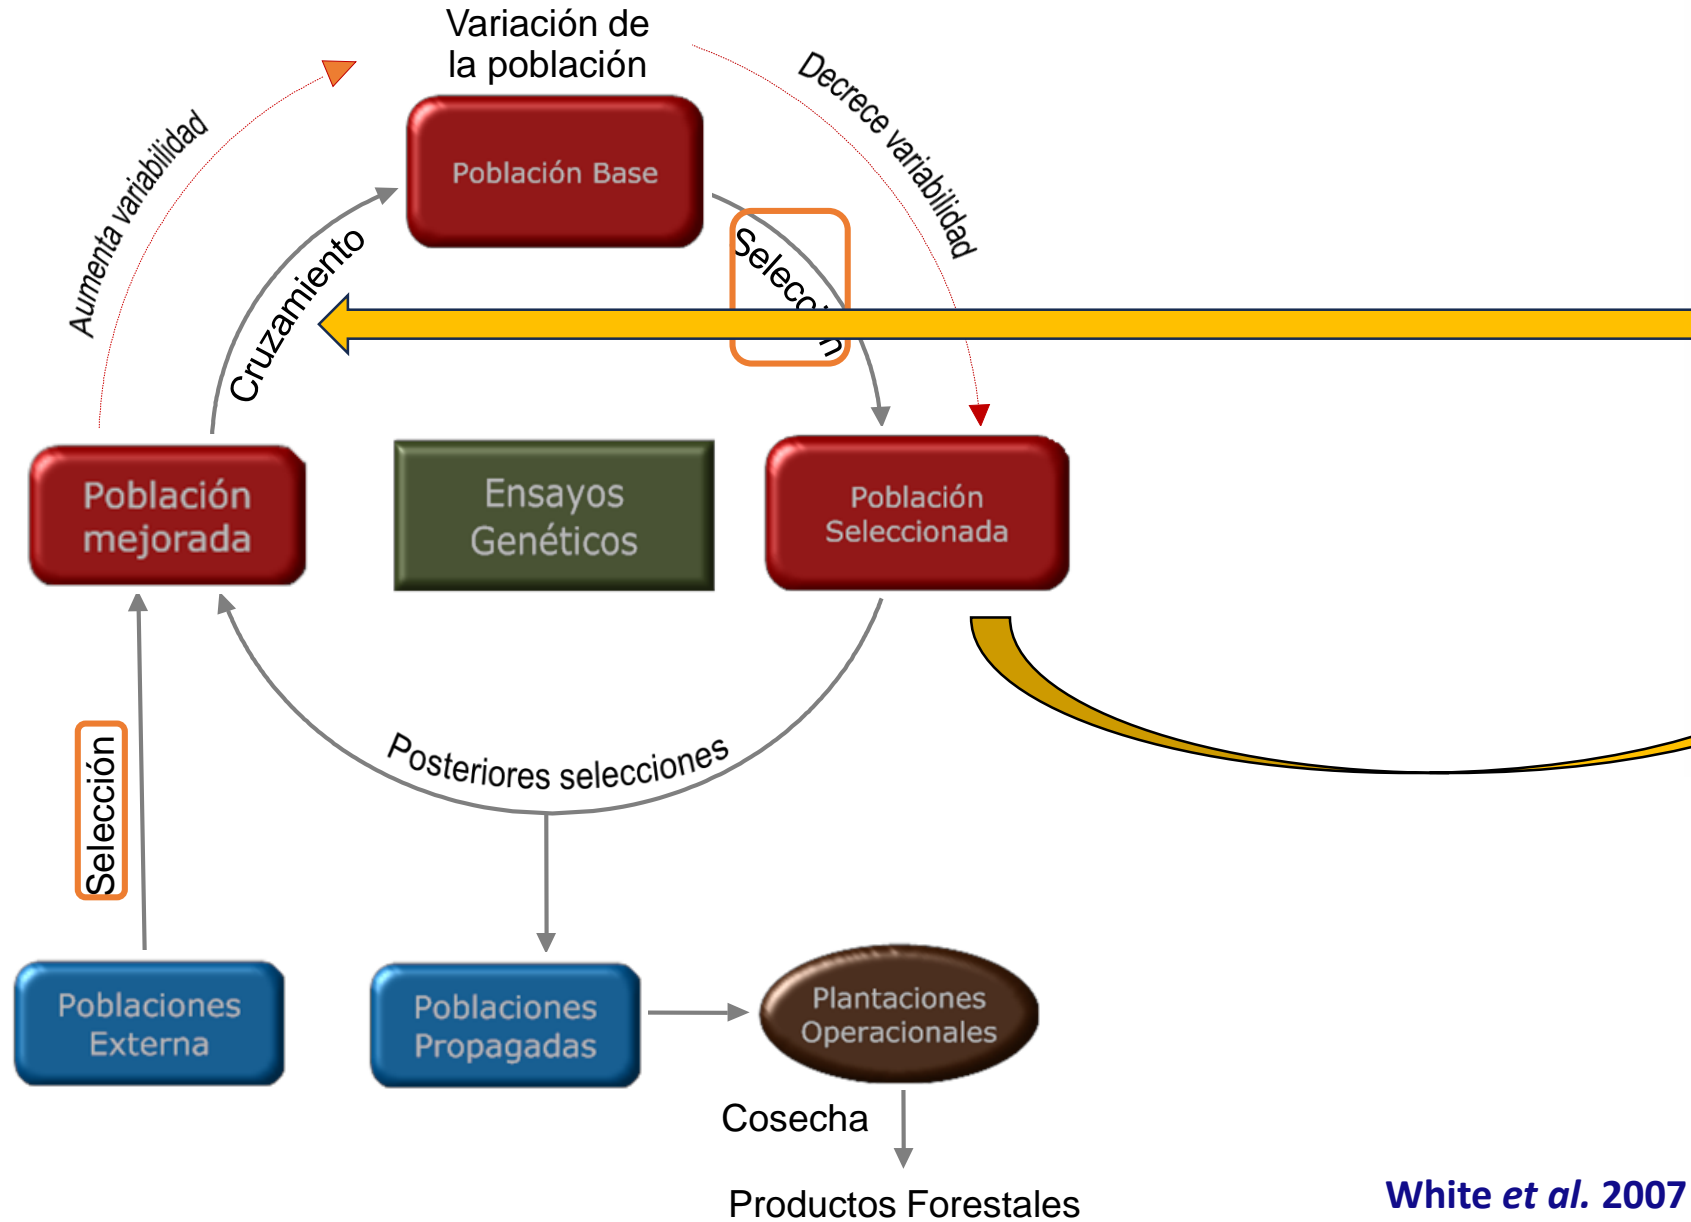 Variación de
la población
Aumenta variabilidad
Decrece variabilidad
Población Base
Cruzamiento
Selección
Población
mejorada
Ensayos
Genéticos
Población
Seleccionada
Posteriores selecciones
Selección
Poblaciones
Externa
Poblaciones
Propagadas
Plantaciones
Operacionales
Cosecha
Productos Forestales
White et al. 2007